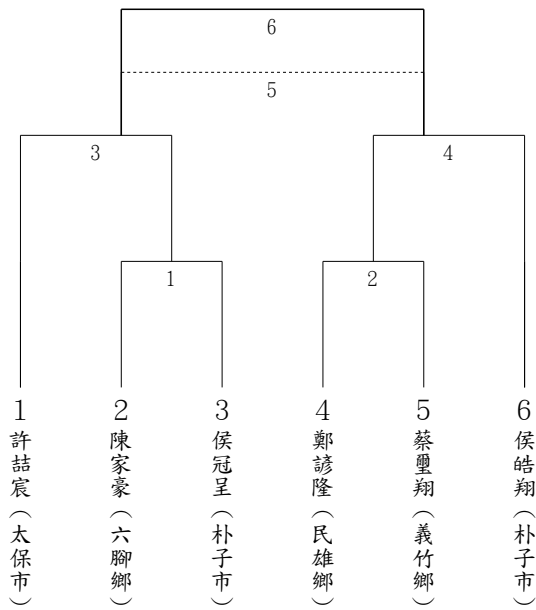 6
5
3
4
1
2
1 許喆宸（太保市）
2 陳家豪（六腳鄉）
3 侯冠呈（朴子市）
4 鄭諺隆（民雄鄉）
5 蔡璽翔（義竹鄉）
6 侯皓翔（朴子市）